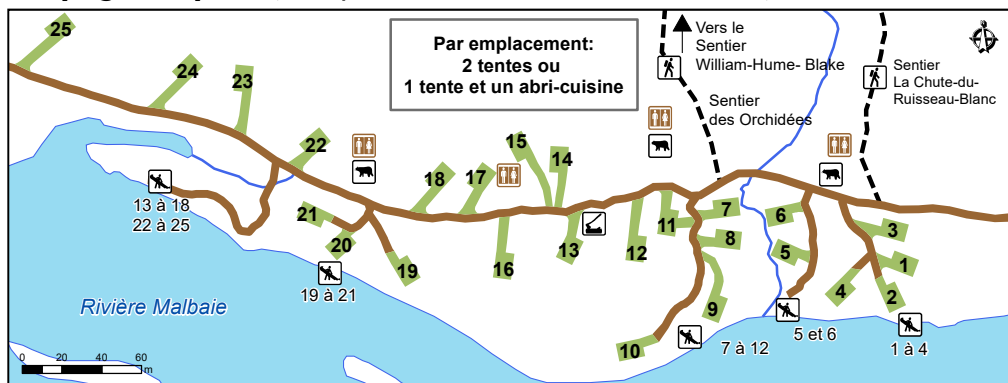 25
24
23
22
21
20
19
18
17
16
15
14
13
12
11
10
9
8
7
6
5
4
3
2
1
Par emplacement:
2 tentes ou
1 tente et un abri-cuisine
Vers le
Sentier
William-Hume- Blake
Sentier
des Orchidées
Sentier
La Chute-du-
Ruisseau-Blanc
13 à 18
22 à 25
19 à 21
7 à 12
5 et 6
1 à 4
Rivière Malbaie
0 20 40 60
m